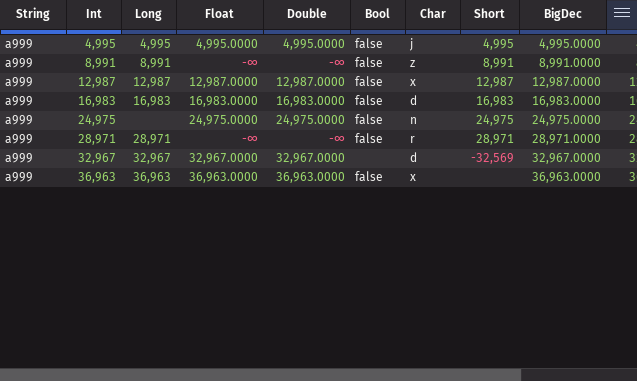 String Int Long Float Double Bool Char Short BigDec
a999 4,995 4,995 4,995.0000 4,995.0000 false j 4,995 4,995.0000
a999 8,991 8,991 -∞ -∞ false z 8,991 8,991.0000
a999 12,987 12,987 12,987.0000 12,987.0000 false x 12,987 12,987.0000
a999 16,983 16,983 16,983.0000 16,983.0000 false d 16,983 16,983.0000
a999 24,975 24,975.0000 24,975.0000 false n 24,975 24,975.0000
a999 28,971 28,971 -∞ -∞ false r 28,971 28,971.0000
a999 32,967 32,967 32,967.0000 32,967.0000 d -32,569 32,967.0000
a999 36,963 36,963 36,963.0000 36,963.0000 false x 36,963.0000